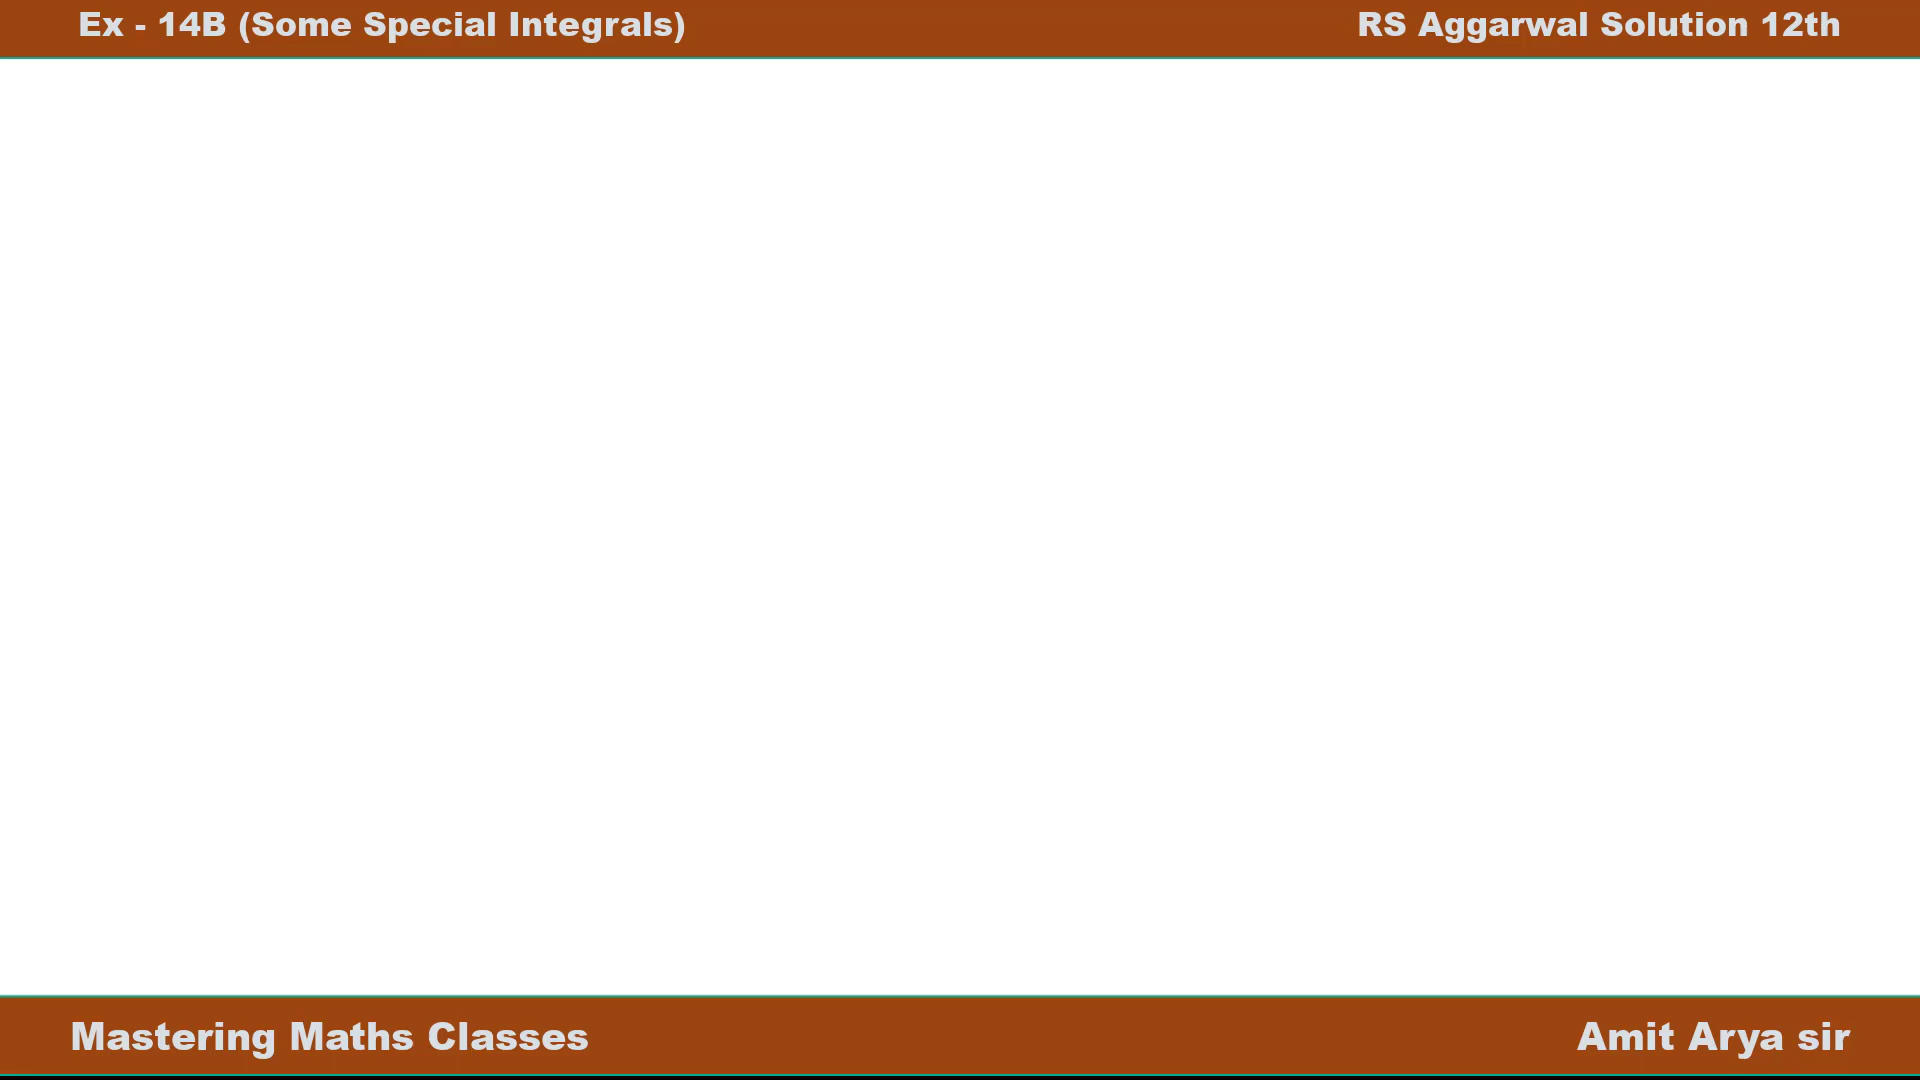 Ex - 14B (Some Special Integrals)
RS Aggarwal Solution 12th
Mastering Maths Classes
Amit Arya sir